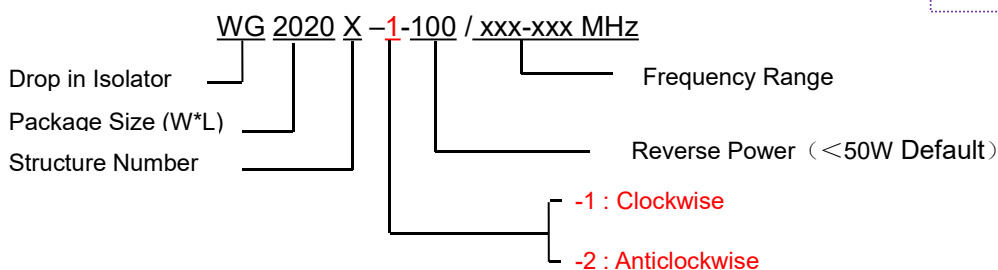 WG 2020 X –1-100 / xxx-xxx MHz
Drop in Isolator
Frequency Range
Package Size (W*L)
Structure Number
Reverse Power（＜50W Default）
-1 : Clockwise
-2 : Anticlockwise